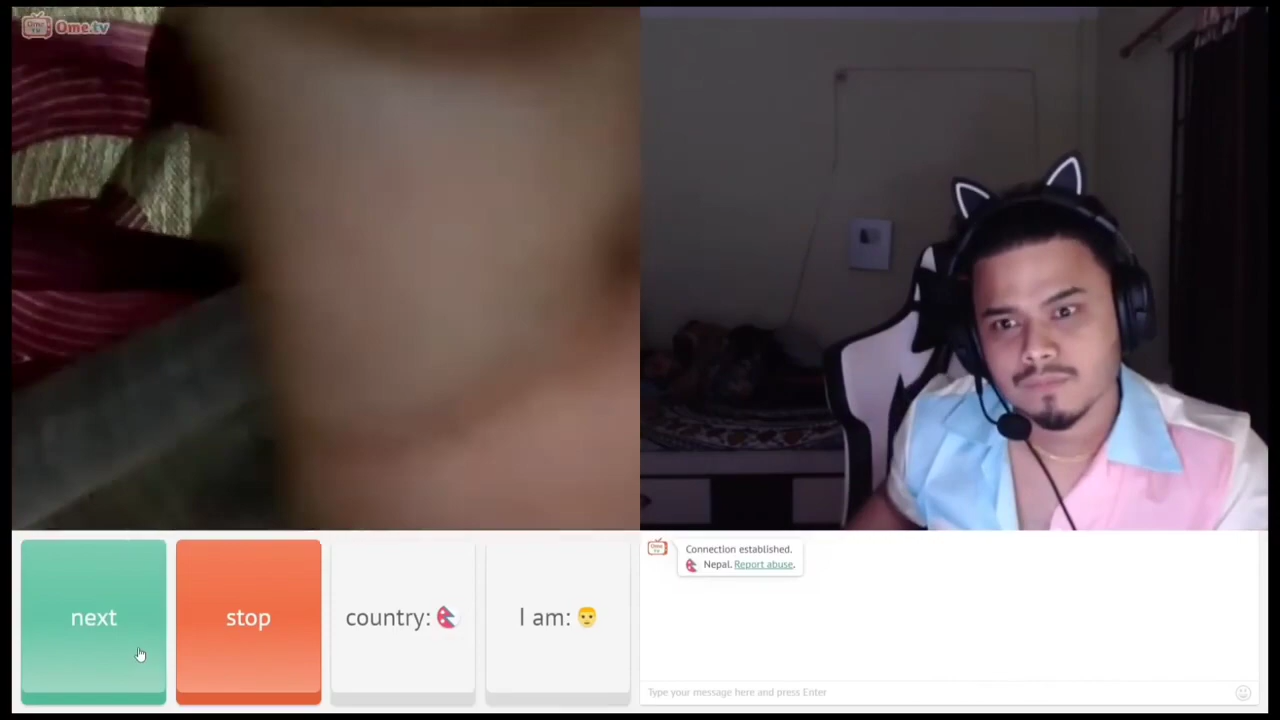 Ome.tv
next
stop
country:
I am:
Connection established.
Nepal. Report abuse.
Type your message here and press Enter